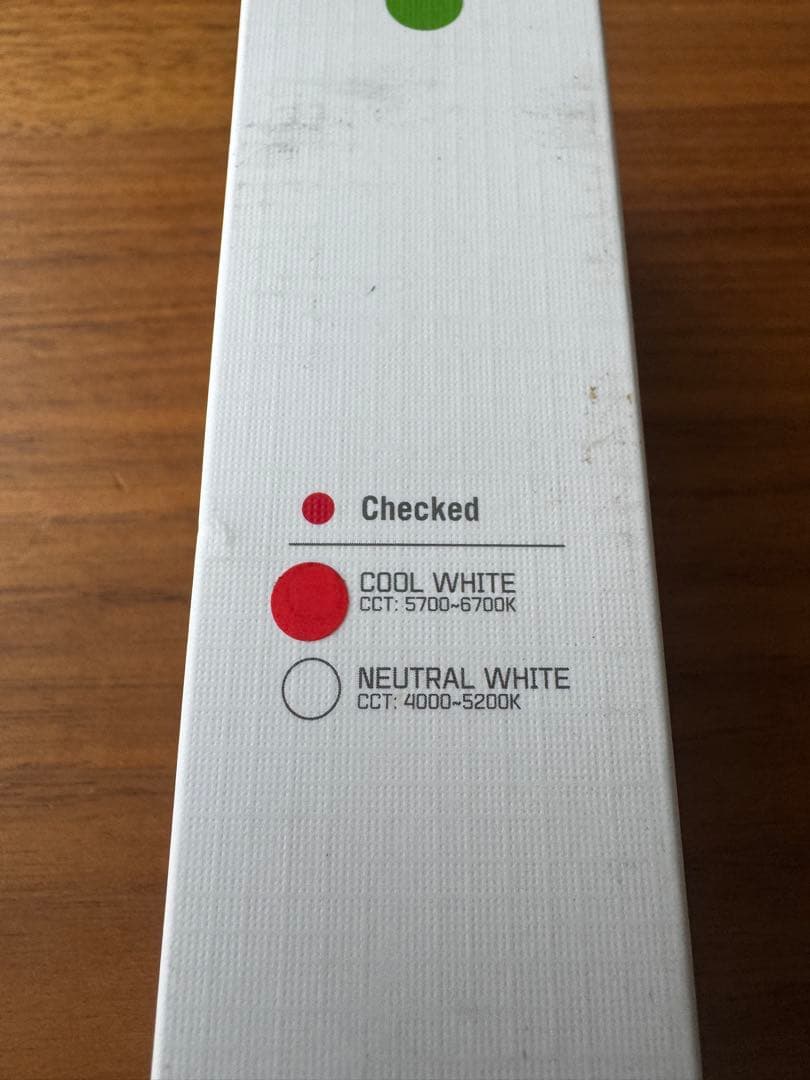 Checked
COOL WHITE
CCT: 5700~6700K
NEUTRAL WHITE
CCT: 4000~5200K